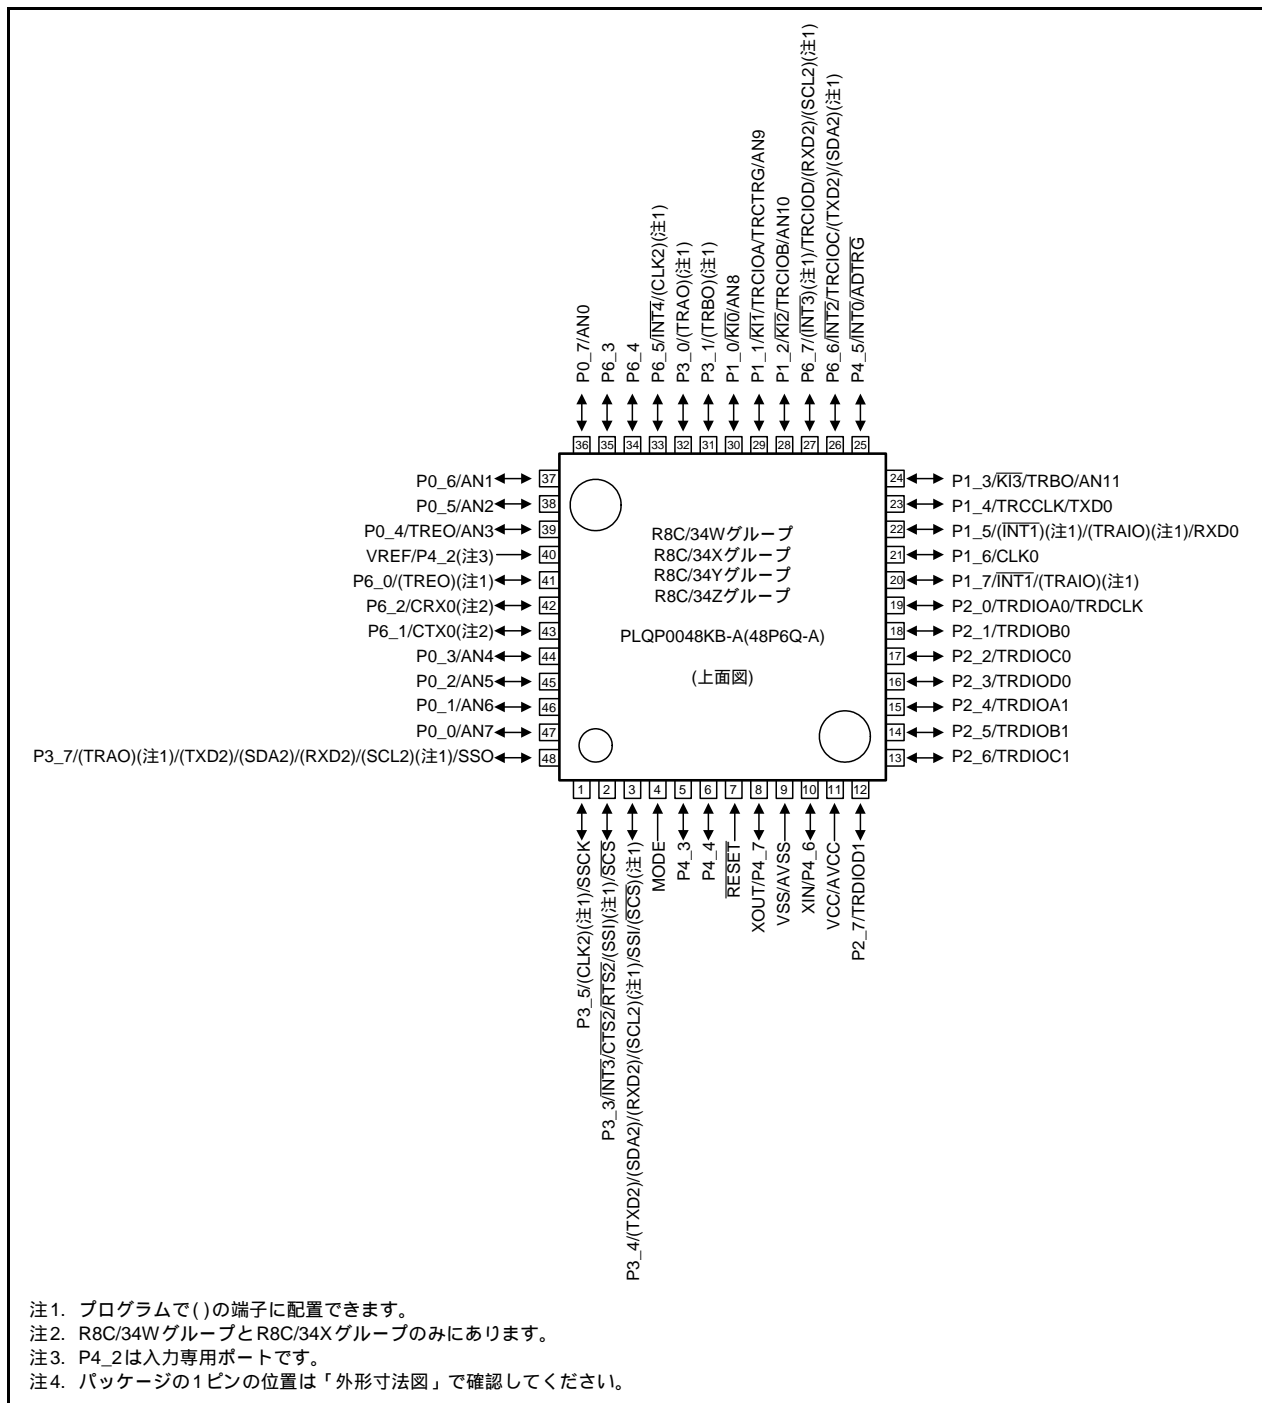 P0_7/AN0
P6_3
P6_4
P6_5/INT4/(CLK2)(注1)
P3_0/(TRAO)(注1)
P3_1/(TRBO)(注1)
P1_0/KI0/AN8
P1_1/KI1/TRCIOA/TRCTRG/AN9
P1_2/KI2/TRCIOB/AN10
P6_7/(INT3)(注1)/TRCIOD/(RXD2)/(SCL2)(注1)
P6_6/INT2/TRCIOC/(TXD2)/(SDA2)(注1)
P4_5/INT0/ADTRG
36 35 34 33 32 31 30 29 28 27 26 25
P0_6/AN1 37
P0_5/AN2 38
P0_4/TREO/AN3 39
VREF/P4_2(注3) 40
P6_0/(TREO)(注1) 41
P6_2/CRX0(注2) 42
P6_1/CTX0(注2) 43
P0_3/AN4 44
P0_2/AN5 45
P0_1/AN6 46
P0_0/AN7 47
P3_7/(TRAO)(注1)/(TXD2)/(SDA2)/(RXD2)/(SCL2)(注1)/SSO 48
R8C/34Wグループ
R8C/34Xグループ
R8C/34Yグループ
R8C/34Zグループ
PLQP0048KB-A(48P6Q-A)
(上面図)
24 P1_3/KI3/TRBO/AN11
23 P1_4/TRCCLK/TXD0
22 P1_5/(INT1)(注1)/(TRAIO)(注1)/RXD0
21 P1_6/CLK0
20 P1_7/INT1/(TRAIO)(注1)
19 P2_0/TRDIOA0/TRDCLK
18 P2_1/TRDIOB0
17 P2_2/TRDIOC0
16 P2_3/TRDIOD0
15 P2_4/TRDIOA1
14 P2_5/TRDIOB1
13 P2_6/TRDIOC1
1 2 3 4 5 6 7 8 9 10 11 12
P3_5/(CLK2)(注1)/SSCK
P3_3/INT3/CTS2/RTS2/(SSI)(注1)/SCS
P3_4/(TXD2)/(SDA2)/(RXD2)/(SCL2)(注1)/SSI/(SCS)(注1)
MODE
P4_3
P4_4
RESET
XOUT/P4_7
VSS/AVSS
XIN/P4_6
VCC/AVCC
P2_7/TRDIOD1
注1. プログラムで( )の端子に配置できます。
注2. R8C/34WグループとR8C/34Xグループのみにあります。
注3. P4_2は入力専用ポートです。
注4. パッケージの1ピンの位置は「外形寸法図」で確認してください。